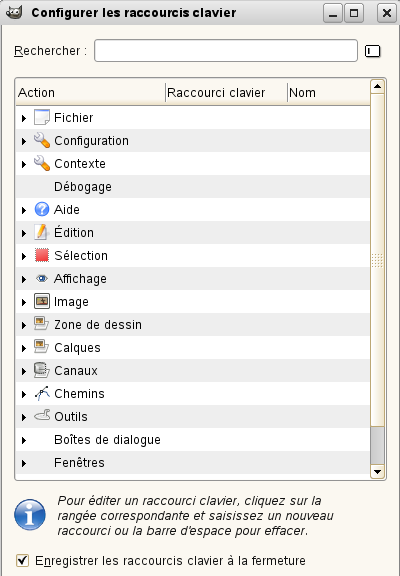 Configurer les raccourcis clavier
Rechercher :
Action Raccourci clavier Nom
Fichier
Configuration
Contexte
Débogage
Aide
Édition
Sélection
Affichage
Image
Zone de dessin
Calques
Canaux
Chemins
Outils
Boîtes de dialogue
Fenêtres
Pour éditer un raccourci clavier, cliquez sur la
rangée correspondante et saisissez un nouveau
raccourci ou la barre d'espace pour effacer.
Enregistrer les raccourcis clavier à la fermeture